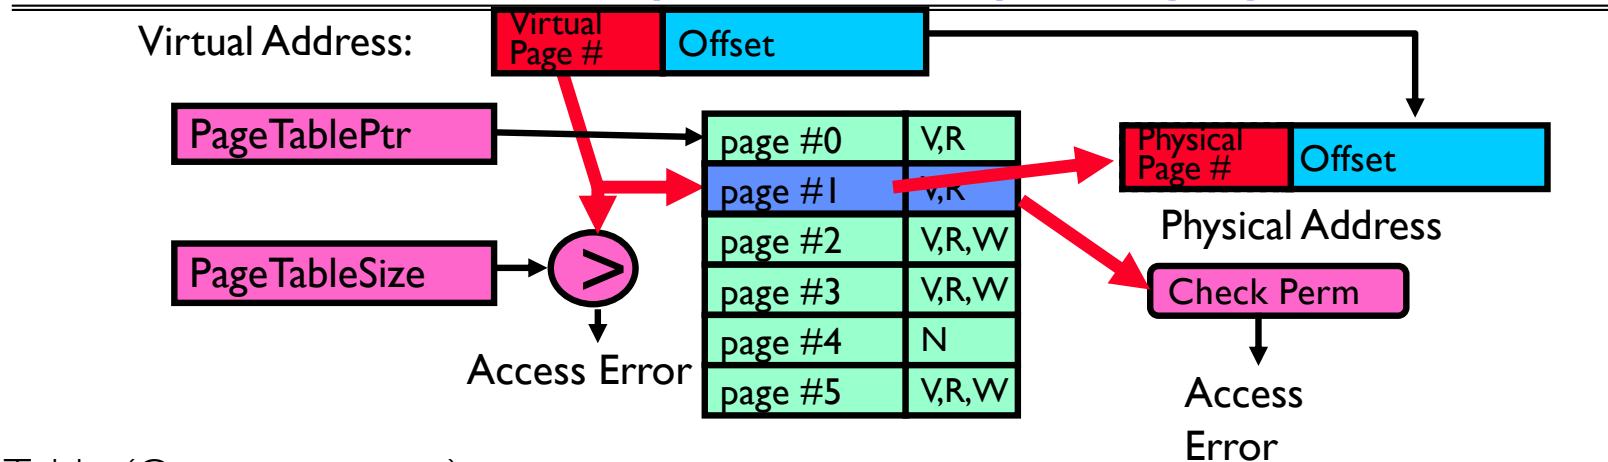 Virtual Address:
Virtual
Page #
Offset
PageTablePtr
PageTableSize
>
Access Error
page #0 V,R
page #1 V,R
page #2 V,R,W
page #3 V,R,W
page #4 N
page #5 V,R,W
Physical
Page #
Offset
Physical Address
Check Perm
Access
Error